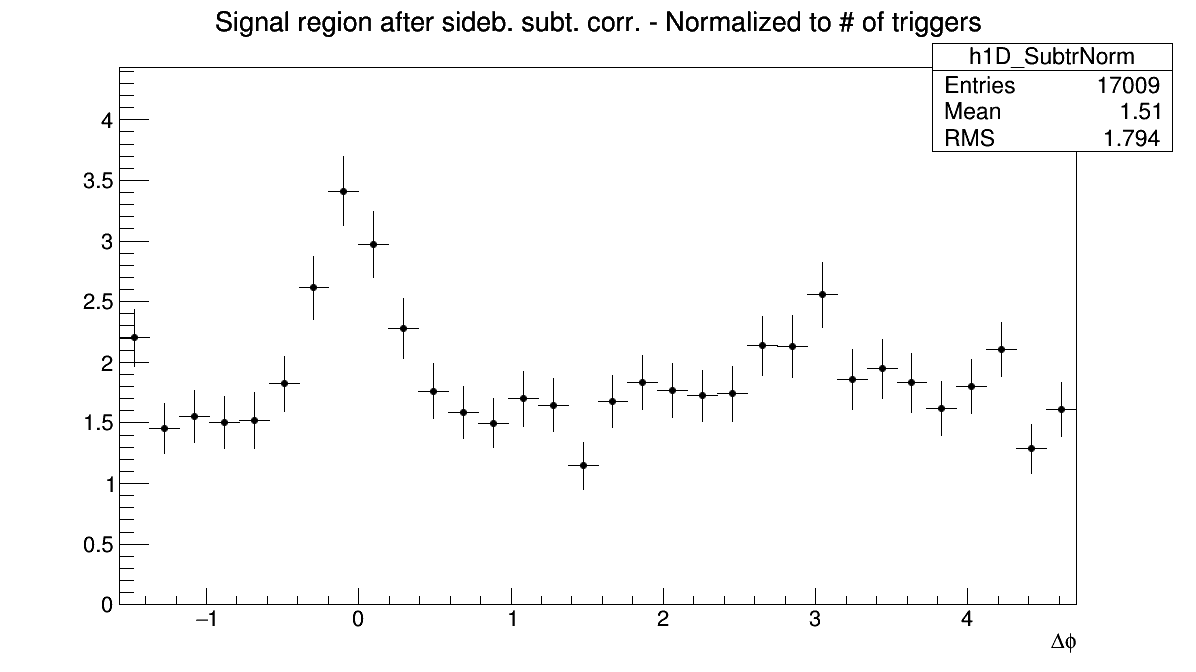 Signal region after sideb. subt. corr. - Normalized to # of triggers
h1D_SubtrNorm
Entries 17009
Mean 1.51
RMS 1.794
4
3.5
3
2.5
2
1.5
1
0.5
0
−1 0 1 2 3 4
Δϕ